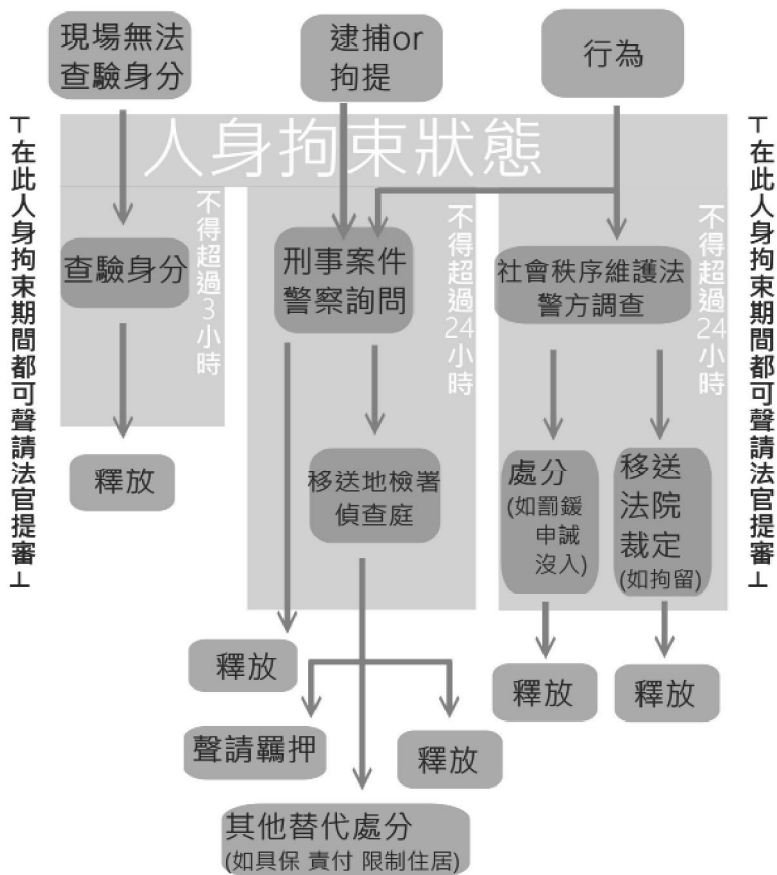 現場無法
查驗身分
逮捕or
拘提
行為
人身拘束狀態
在此人身拘束期間都可聲請法官提審
不得超過3小時
不得超過24小時
不得超過24小時
在此人身拘束期間都可聲請法官提審
查驗身分
刑事案件
警察詢問
社會秩序維護法
警方調查
釋放
移送地檢署
偵查庭
處分
(如罰鍰
申誡
沒入)
移送
法院
裁定
(如拘留)
釋放
釋放
釋放
聲請羈押
釋放
其他替代處分
(如具保 責付 限制住居)